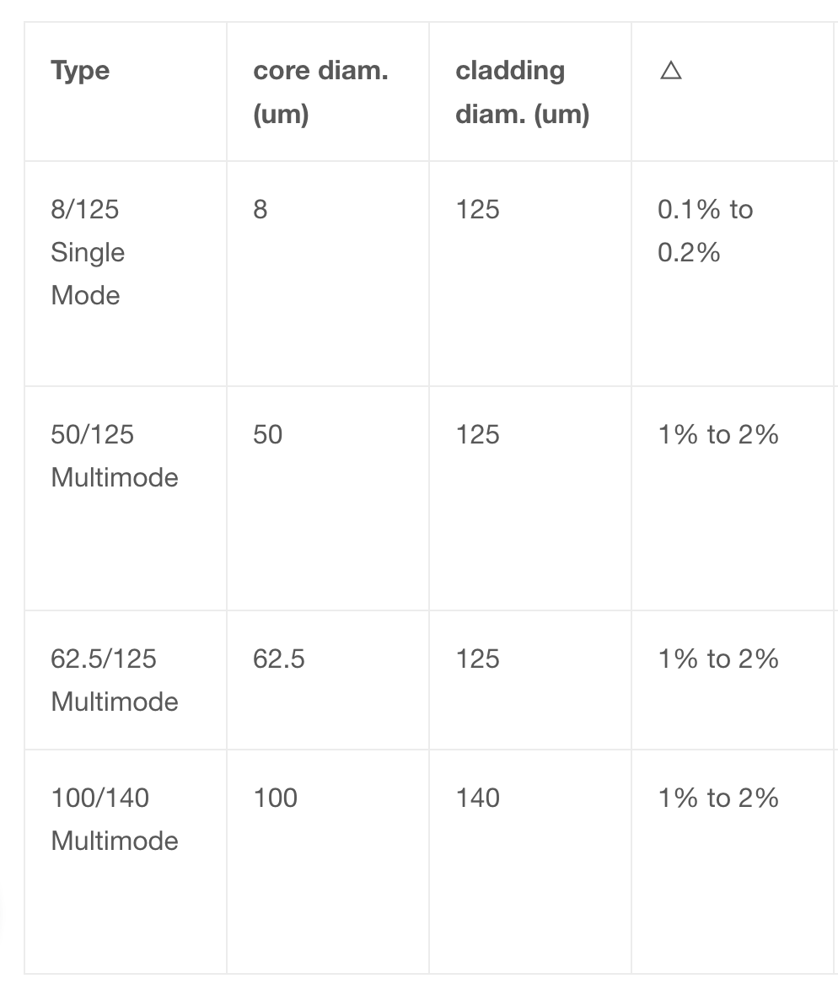 Type
core diam.
(um)
cladding
diam. (um)
△
8/125
Single
Mode
8
125
0.1% to
0.2%
50/125
Multimode
50
125
1% to 2%
62.5/125
Multimode
62.5
125
1% to 2%
100/140
Multimode
100
140
1% to 2%